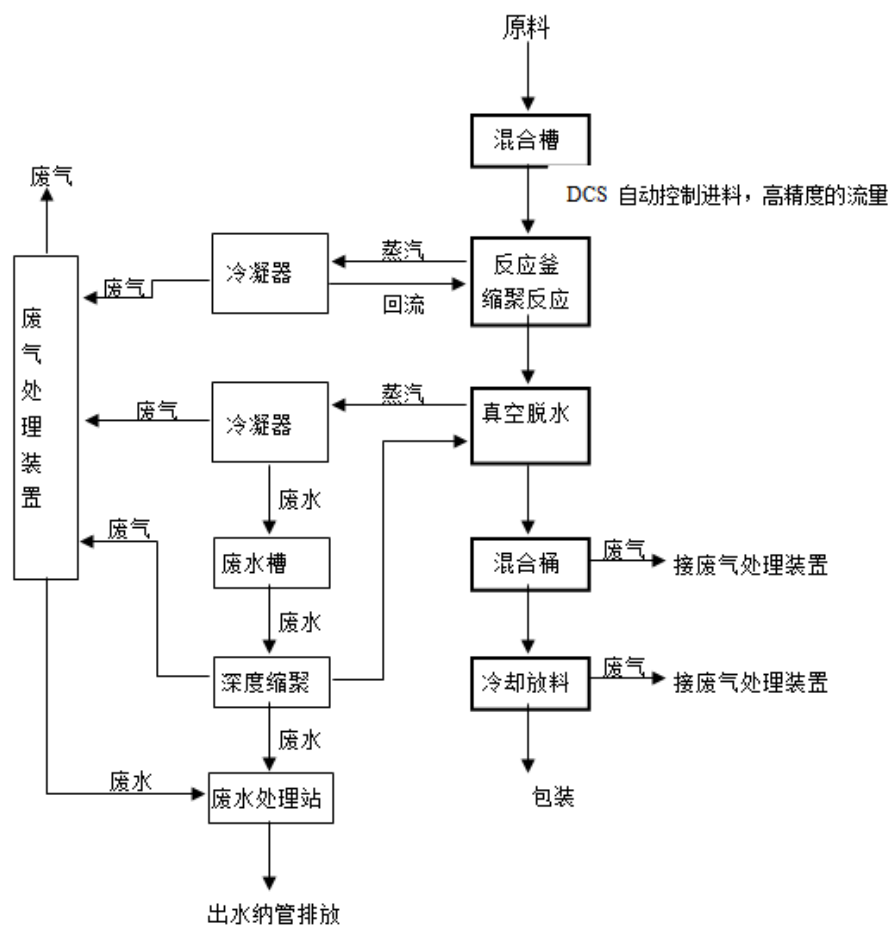 原料
混合槽
DCS 自动控制进料，高精度的流量
废气
冷凝器
蒸汽
回流
反应釜
缩聚反应
废气
废气处理装置
废气
冷凝器
蒸汽
真空脱水
废水
废气
废水槽
混合桶
废气
接废气处理装置
废水
深度缩聚
冷却放料
废气
接废气处理装置
废水
废水
废水处理站
包装
出水纳管排放